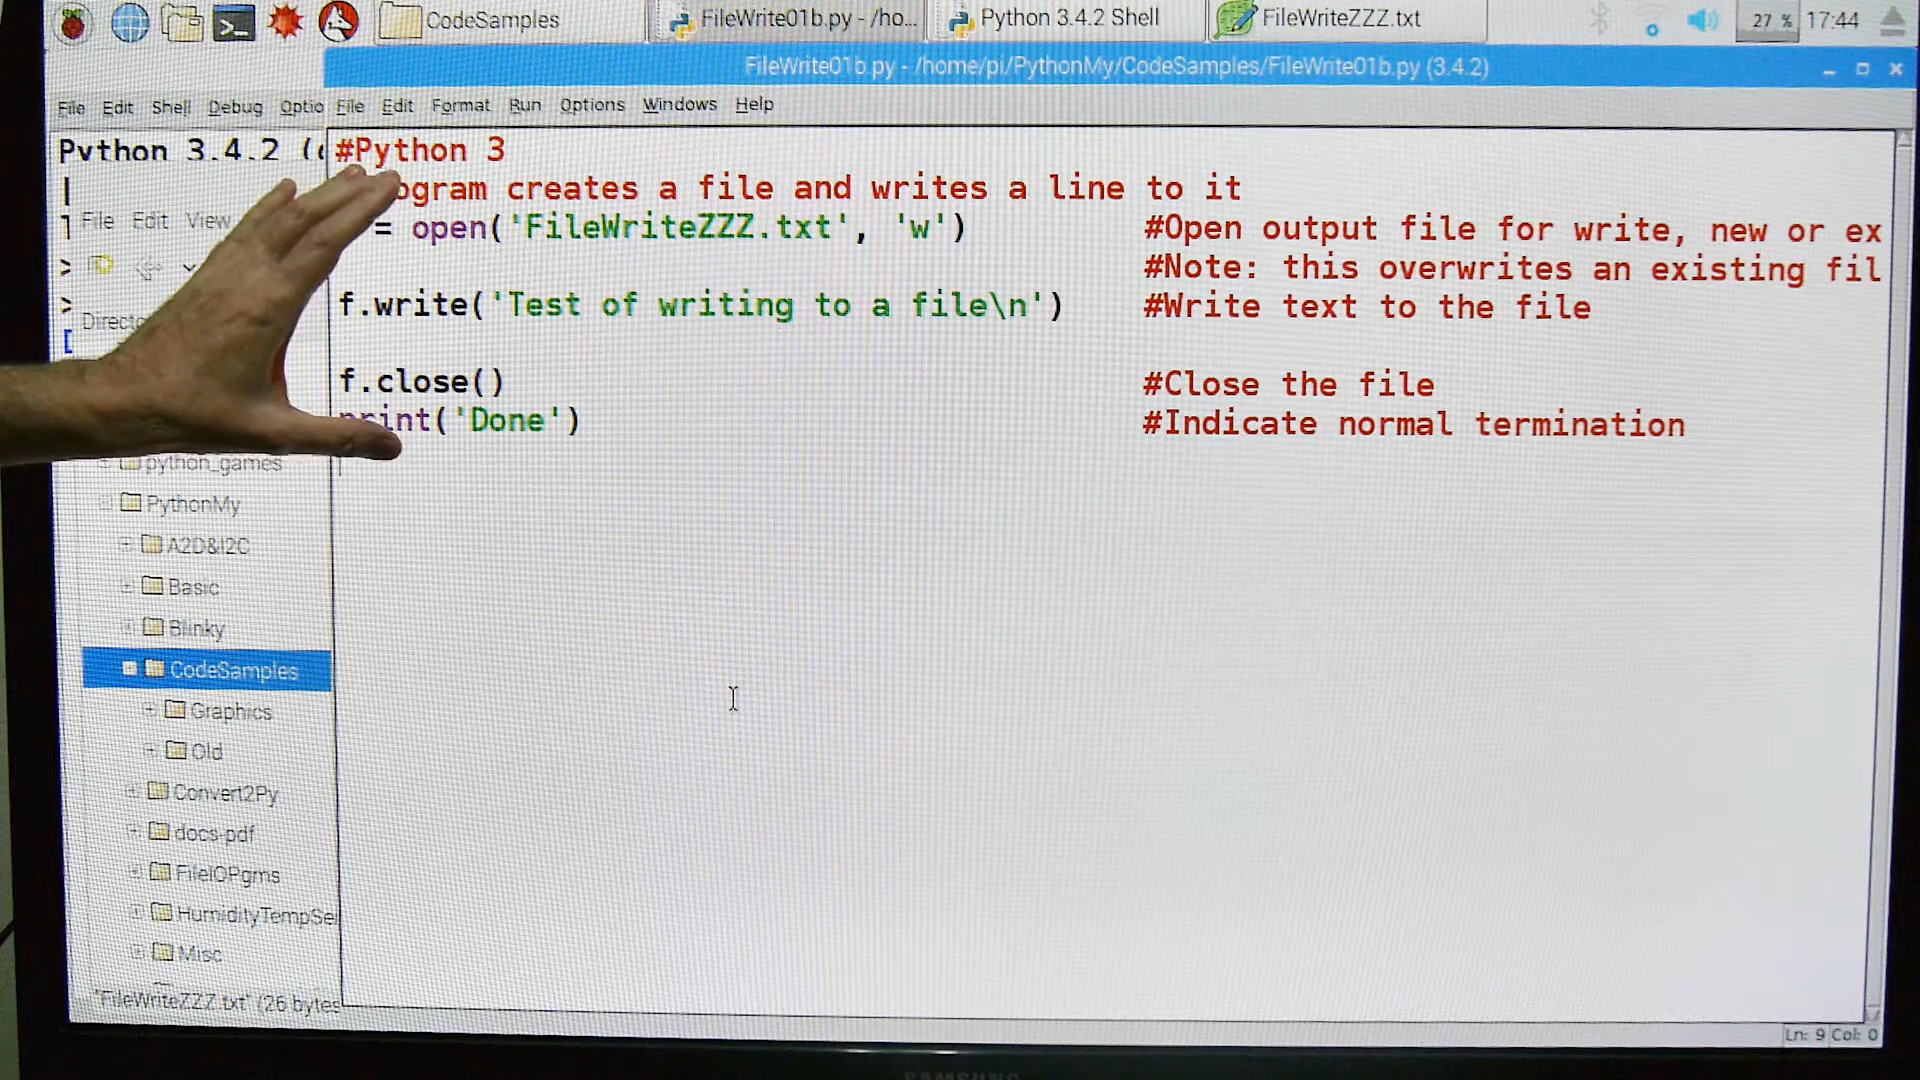 CodeSamples
FileWrite01b.py - /ho...
Python 3.4.2 Shell
FileWriteZZZ.txt
27 %
17:44
FileWrite01b.py - /home/pi/PythonMy/CodeSamples/FileWrite01b.py (3.4.2)
File Edit Shell Debug Optio
File Edit Format Run Options Windows Help
Python 3.4.2 (
File Edit View
#Python 3
ogram creates a file and writes a line to it
= open('FileWriteZZZ.txt', 'w') #Open output file for write, new or ex
#Note: this overwrites an existing fil
f.write('Test of writing to a file\n') #Write text to the file
f.close() #Close the file
print('Done') #Indicate normal termination
Directo
python_games
PythonMy
A2D&I2C
Basic
Blinky
CodeSamples
Graphics
Old
Convert2Py
docs-pdf
FileIOPgms
HumidityTempSe
Misc
"FileWriteZZZ.txt" (26 bytes
Ln: 9 Col: 0
SAMSUNG